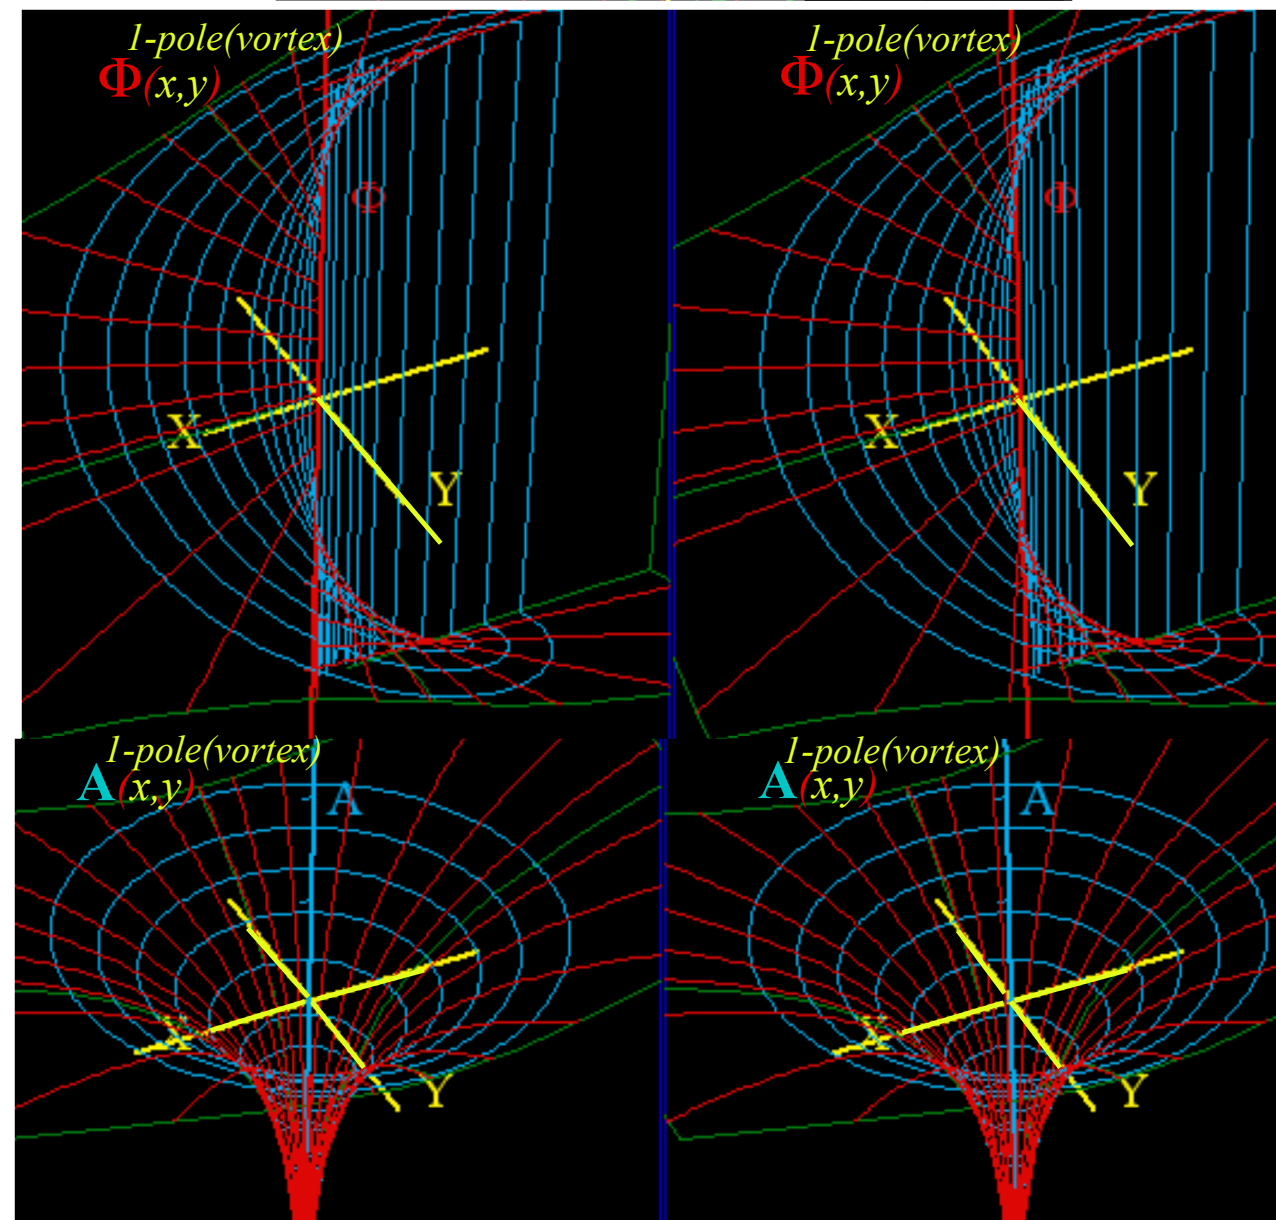 1-pole(vortex)
Φ(x,y)
Φ
X
Y
1-pole(vortex)
Φ(x,y)
Φ
X
Y
1-pole(vortex)
A(x,y)
A
X
Y
1-pole(vortex)
A(x,y)
A
X
Y